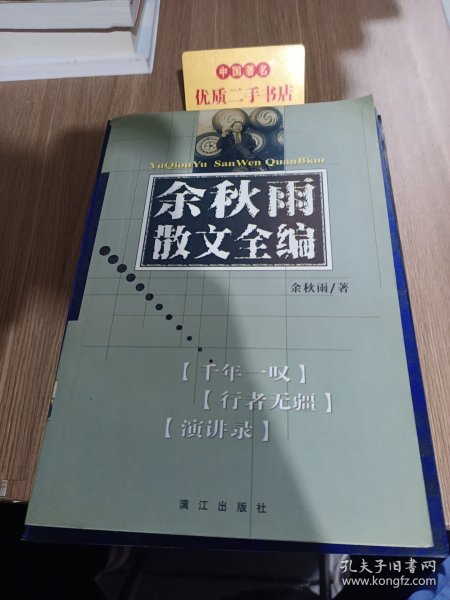 中国著名
优质二手书店
YuQiouYu SanWen QuanBian
余秋雨
散文全编
余秋雨/著
【千年一叹】
【行者无疆】
【演讲录】
漓江出版社
孔夫子旧书网
www.kongfz.com